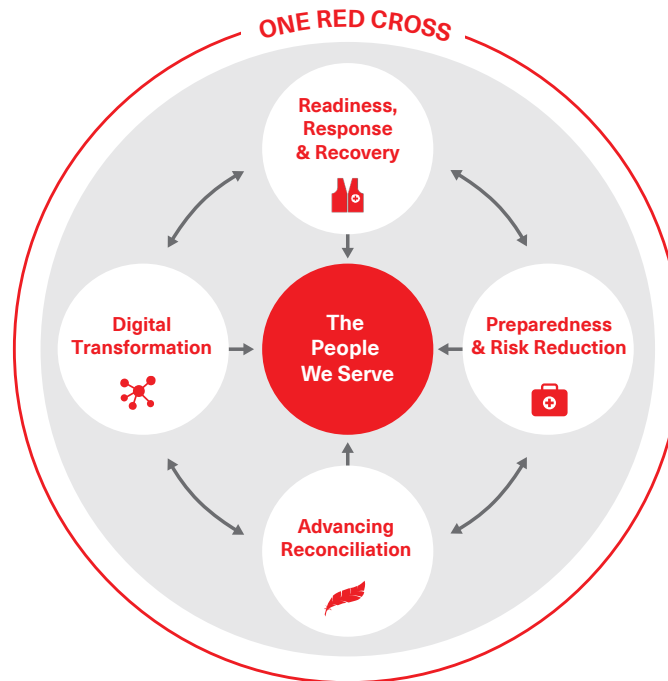 ONE RED CROSS
Readiness,
Response
& Recovery
Digital
Transformation
The
People
We Serve
Preparedness
& Risk Reduction
Advancing
Reconciliation